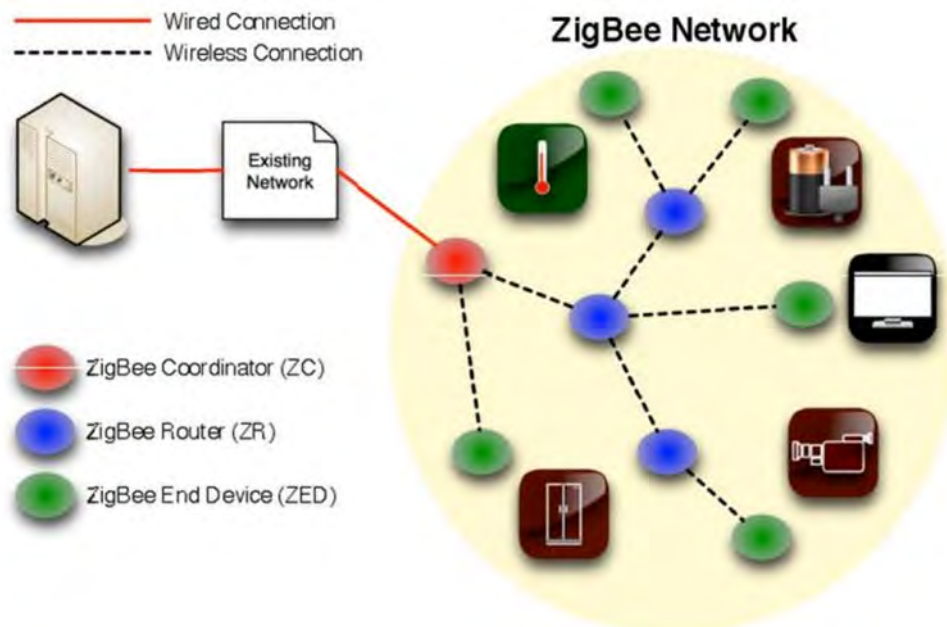 Wired Connection
Wireless Connection
ZigBee Network
Existing
Network
ZigBee Coordinator (ZC)
ZigBee Router (ZR)
ZigBee End Device (ZED)